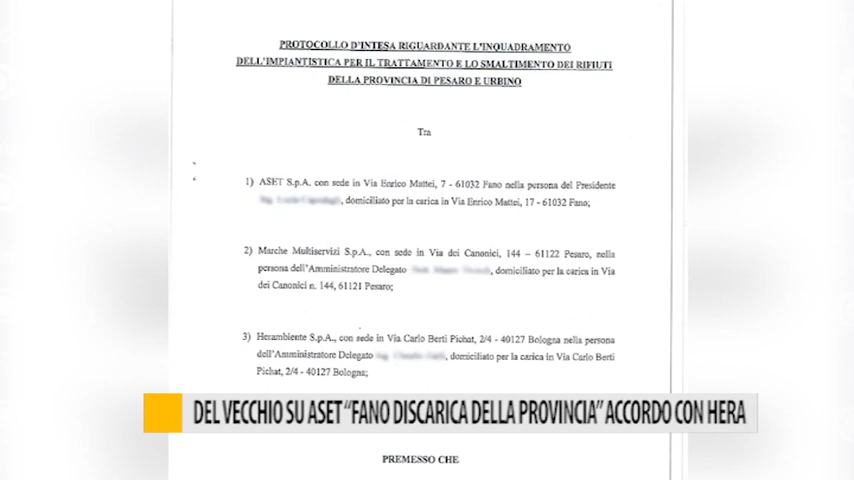 PROTOCOLLO D'INTESA RIGUARDANTE L'INQUADRAMENTO
DELL'IMPIANTISTICA PER IL TRATTAMENTO E LO SMALTIMENTO DEI RIFIUTI
DELLA PROVINCIA DI PESARO E URBINO
Tra
1) ASET S.p.A. con sede in Via Enrico Mattei, 7 - 61032 Fano nella persona del Presidente
, domiciliato per la carica in Via Enrico Mattei, 17 - 61032 Fano;
2) Marche Multiservizi S.p.A., con sede in Via dei Canonici, 144 – 61122 Pesaro, nella
persona dell'Amministratore Delegato , domiciliato per la carica in Via
dei Canonici n. 144, 61121 Pesaro;
3) Herambiente S.p.A., con sede in Via Carlo Berti Pichat, 2/4 - 40127 Bologna nella persona
dell'Amministratore Delegato , domiciliato per la carica in Via Carlo Berti
Pichat, 2/4 - 40127 Bologna;
DEL VECCHIO SU ASET “FANO DISCARICA DELLA PROVINCIA” ACCORDO CON HERA
PREMESSO CHE